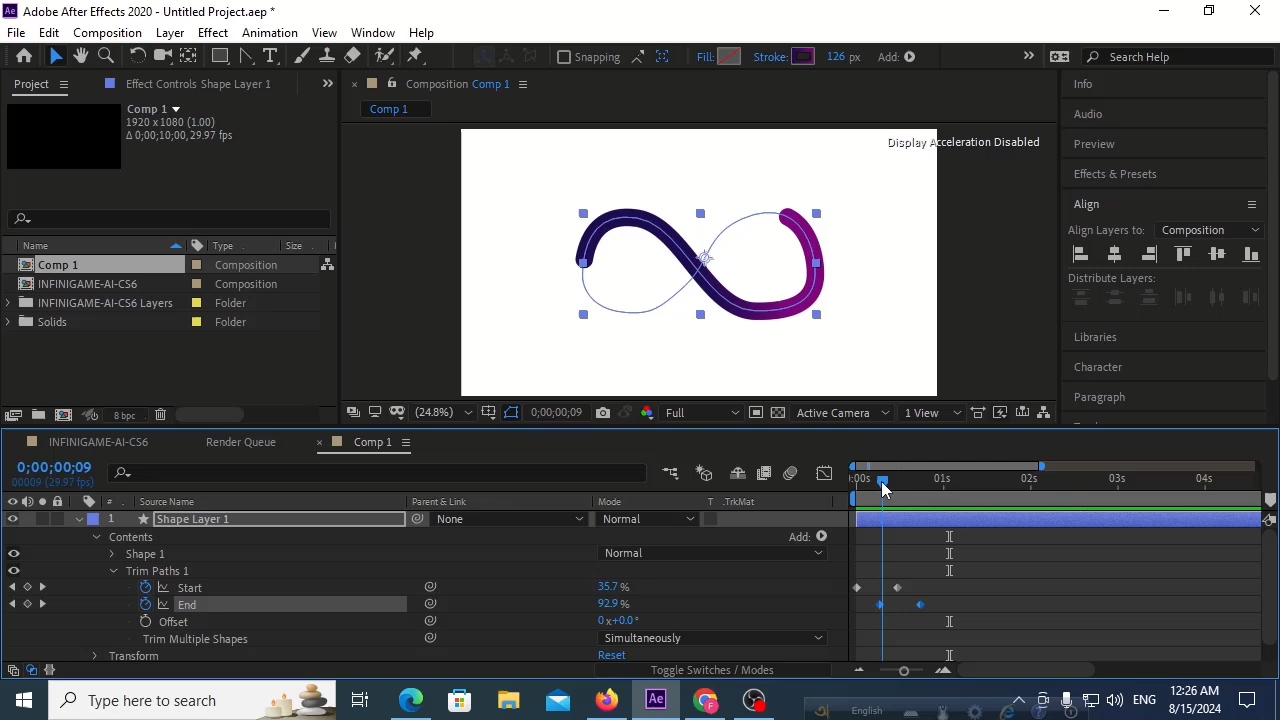 Ae Adobe After Effects 2020 - Untitled Project.aep *
File Edit Composition Layer Effect Animation View Window Help
Snapping Fill: Stroke: 126 px Add: Search Help
Project Effect Controls Shape Layer 1
Composition Comp 1
Comp 1
Comp 1
1920 x 1080 (1.00)
Δ 0;00;10;00, 29.97 fps
Name Type Size
Comp 1 Composition
INFINIGAME-AI-CS6 Composition
INFINIGAME-AI-CS6 Layers Folder
Solids Folder
8 bpc
Display Acceleration Disabled
(24.8%) 0;00;00;09 Full Active Camera 1 View
Info
Audio
Preview
Effects & Presets
Align
Align Layers to: Composition
Distribute Layers:
Libraries
Character
Paragraph
INFINIGAME-AI-CS6 Render Queue Comp 1
0;00;00;09
00009 (29.97 fps)
# Source Name Parent & Link Mode T .TrkMat
:00s 01s 02s 03s 04s
1 Shape Layer 1 None Normal
Contents Add:
Shape 1 Normal
Trim Paths 1
Start 35.7 %
End 92.9 %
Offset 0 x+0.0 °
Trim Multiple Shapes Simultaneously
Transform Reset
Toggle Switches / Modes
Type here to search
Ae
ENG
12:26 AM
8/15/2024
English